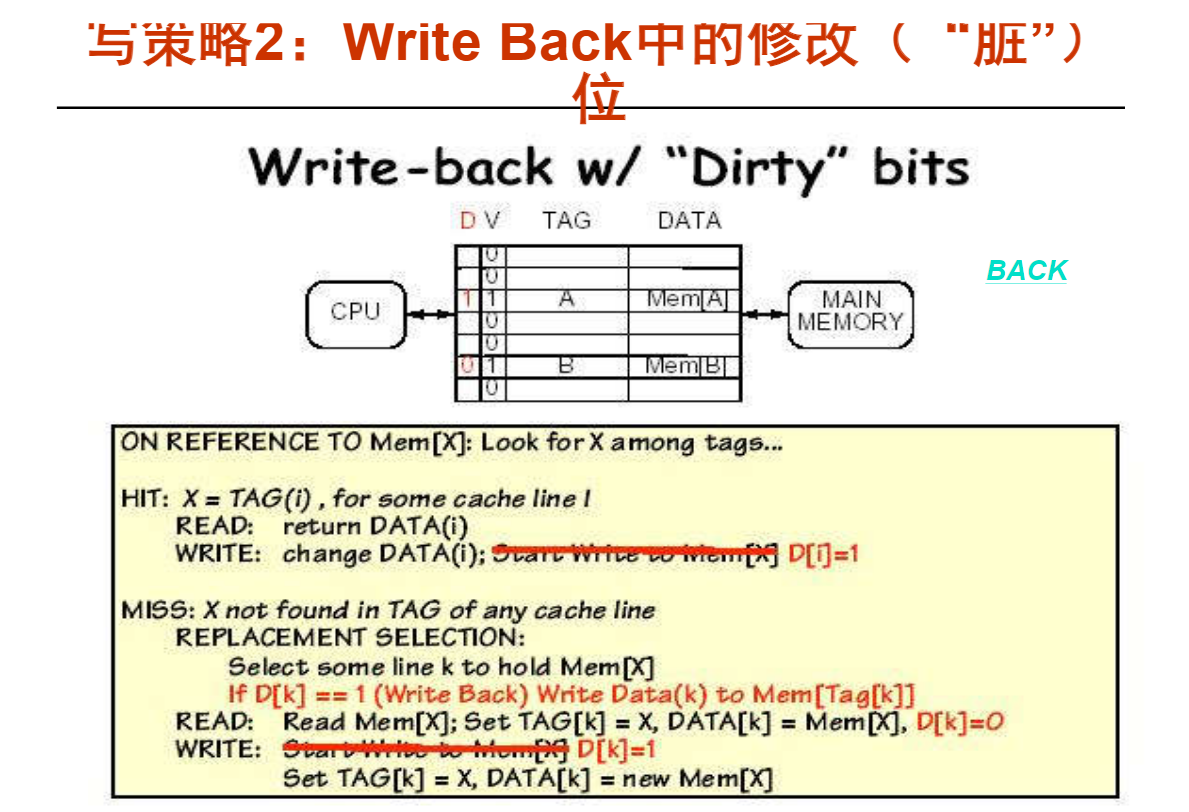 写策略2：Write Back中的修改（“脏”）
位
Write-back w/ “Dirty” bits
D V TAG DATA
BACK
0
0
1 1 A Mem[A]
0
0
0 1 B Mem[B]
0
CPU
MAIN
MEMORY
ON REFERENCE TO Mem[X]: Look for X among tags...
HIT: X = TAG(i) , for some cache line I
READ: return DATA(i)
WRITE: change DATA(i); Start Write to Mem[X] D[i]=1
MISS: X not found in TAG of any cache line
REPLACEMENT SELECTION:
Select some line k to hold Mem[X]
If D[k] == 1 (Write Back) Write Data(k) to Mem[Tag[k]]
READ: Read Mem[X]; Set TAG[k] = X, DATA[k] = Mem[X], D[k]=0
WRITE: Start Write to Mem[X] D[k]=1
Set TAG[k] = X, DATA[k] = new Mem[X]